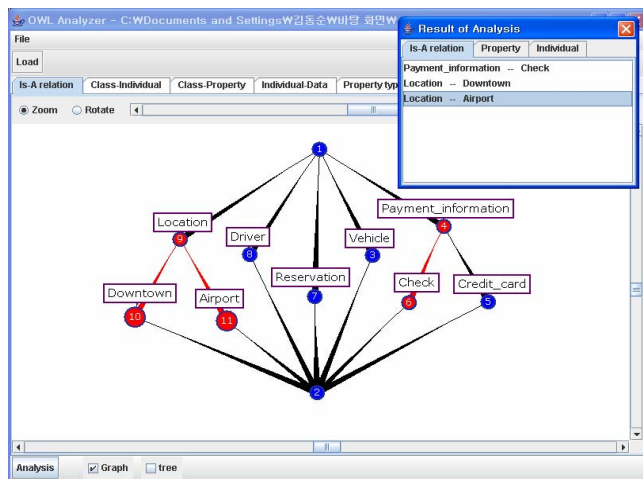 OWL Analyzer - C:₩Documents and Settings₩김동순₩바탕 화면₩
File
Load
Is-A relation Class-Individual Class-Property Individual-Data Property typ
Zoom Rotate
Result of Analysis
Is-A relation Property Individual
Payment_information -- Check
Location -- Downtown
Location -- Airport
1
Payment_information
Location
4
Driver
Vehicle
9
8
3
Reservation
Check
Credit_card
Downtown
Airport
7
6
5
10
11
2
Analysis Graph tree